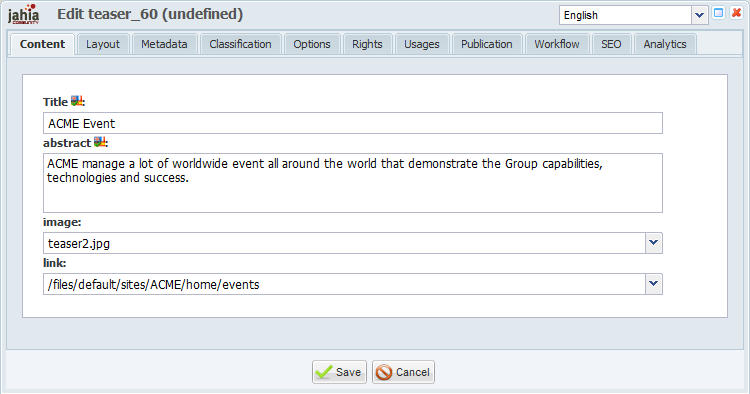 jahia
COMMUNITY
Edit teaser_60 (undefined)
English
Content Layout Metadata Classification Options Rights Usages Publication Workflow SEO Analytics
Title :
ACME Event
abstract :
ACME manage a lot of worldwide event all around the world that demonstrate the Group capabilities,
technologies and success.
image:
teaser2.jpg
link:
/files/default/sites/ACME/home/events
Save Cancel